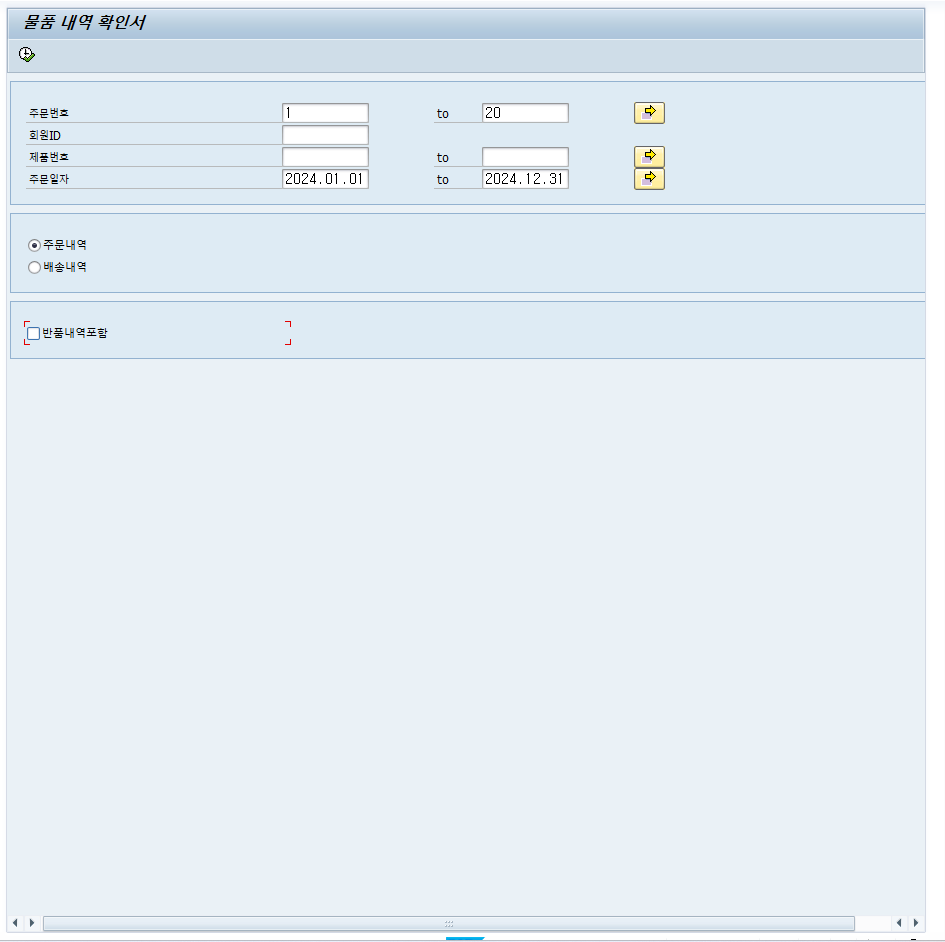 물품 내역 확인서
주문번호 1 to 20
회원ID
제품번호 to
주문일자 2024.01.01 to 2024.12.31
주문내역
배송내역
반품내역포함